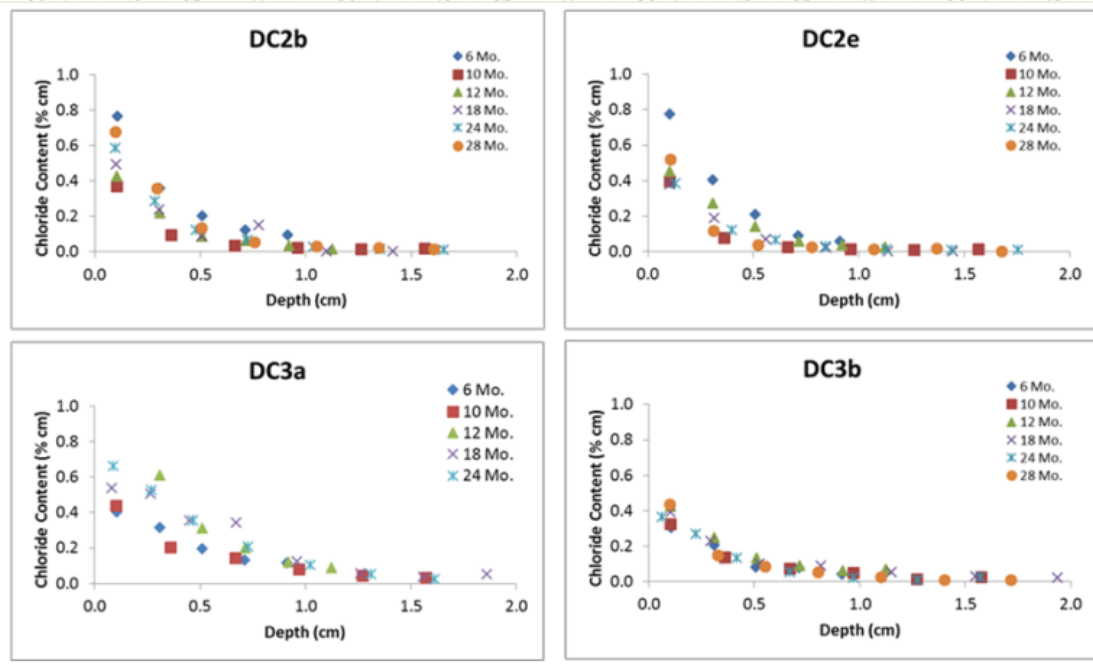 DC2b
1.0
0.8
0.6
0.4
0.2
0.0
Chloride Content (% cm)
0.0 0.5 1.0 1.5 2.0
Depth (cm)
6 Mo.
10 Mo.
12 Mo.
18 Mo.
24 Mo.
28 Mo.
DC2e
1.0
0.8
0.6
0.4
0.2
0.0
Chloride Content (% cm)
0.0 0.5 1.0 1.5 2.0
Depth (cm)
6 Mo.
10 Mo.
12 Mo.
18 Mo.
24 Mo.
28 Mo.
DC3a
1.0
0.8
0.6
0.4
0.2
0.0
Chloride Content (% cm)
0.0 0.5 1.0 1.5 2.0
Depth (cm)
6 Mo.
10 Mo.
12 Mo.
18 Mo.
24 Mo.
DC3b
1.0
0.8
0.6
0.4
0.2
0.0
Chloride Content (% cm)
0.0 0.5 1.0 1.5 2.0
Depth (cm)
6 Mo.
10 Mo.
12 Mo.
18 Mo.
24 Mo.
28 Mo.